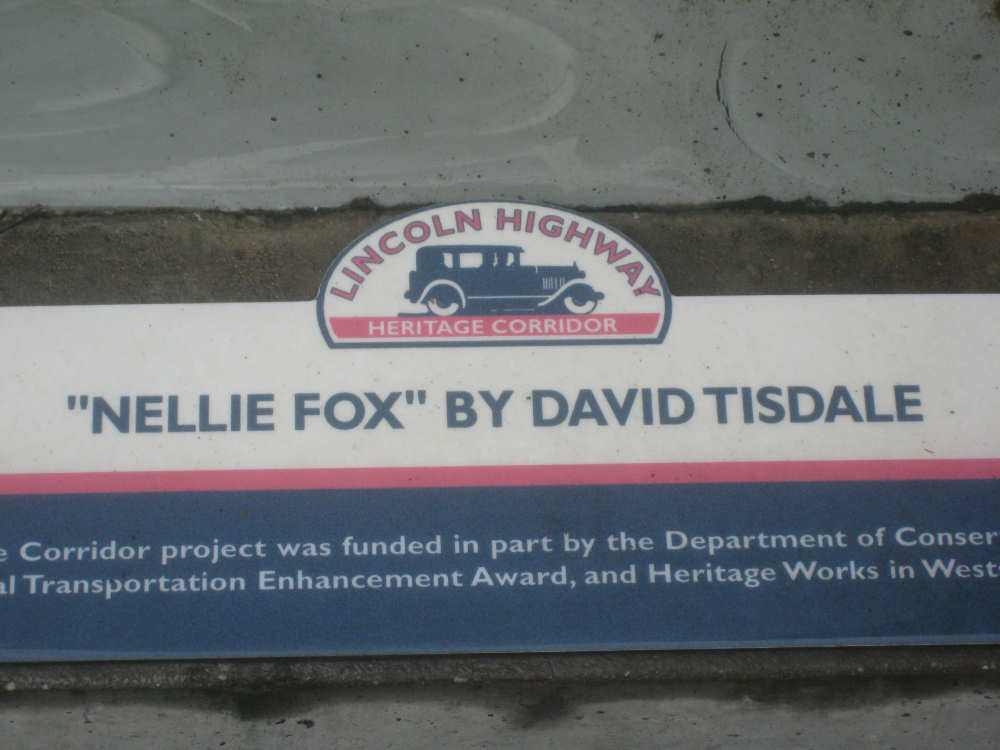 LINCOLN HIGHWAY
HERITAGE CORRIDOR
"NELLIE FOX" BY DAVID TISDALE
e Corridor project was funded in part by the Department of Conser
al Transportation Enhancement Award, and Heritage Works in West